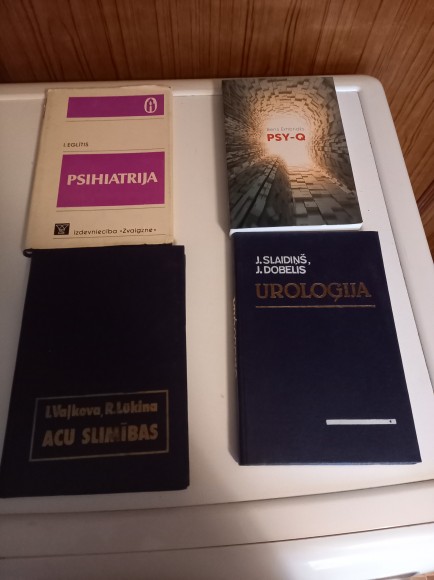 I. EGLĪTIS
PSIHIATRIJA
Izdevniecība «Zvaigzne»
PSY-Q
J. SLAIDIŅŠ,
J. DOBELIS
UROLOĢIJA
I. Vaļkova, R. Lūkina
ACU SLIMĪBAS